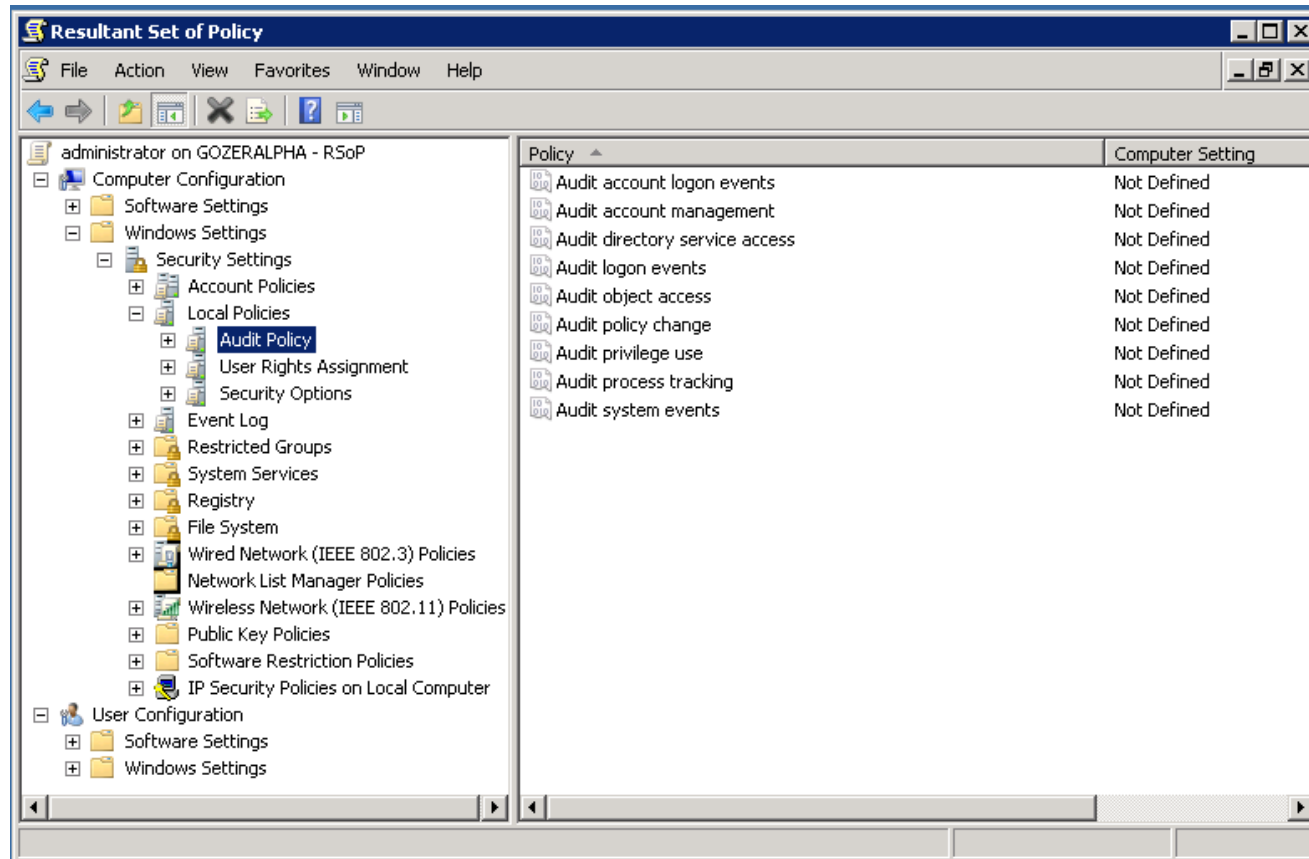 Resultant Set of Policy
File Action View Favorites Window Help
administrator on GOZERALPHA - RSoP
Computer Configuration
Software Settings
Windows Settings
Security Settings
Account Policies
Local Policies
Audit Policy
User Rights Assignment
Security Options
Event Log
Restricted Groups
System Services
Registry
File System
Wired Network (IEEE 802.3) Policies
Network List Manager Policies
Wireless Network (IEEE 802.11) Policies
Public Key Policies
Software Restriction Policies
IP Security Policies on Local Computer
User Configuration
Software Settings
Windows Settings
Policy Computer Setting
Audit account logon events Not Defined
Audit account management Not Defined
Audit directory service access Not Defined
Audit logon events Not Defined
Audit object access Not Defined
Audit policy change Not Defined
Audit privilege use Not Defined
Audit process tracking Not Defined
Audit system events Not Defined